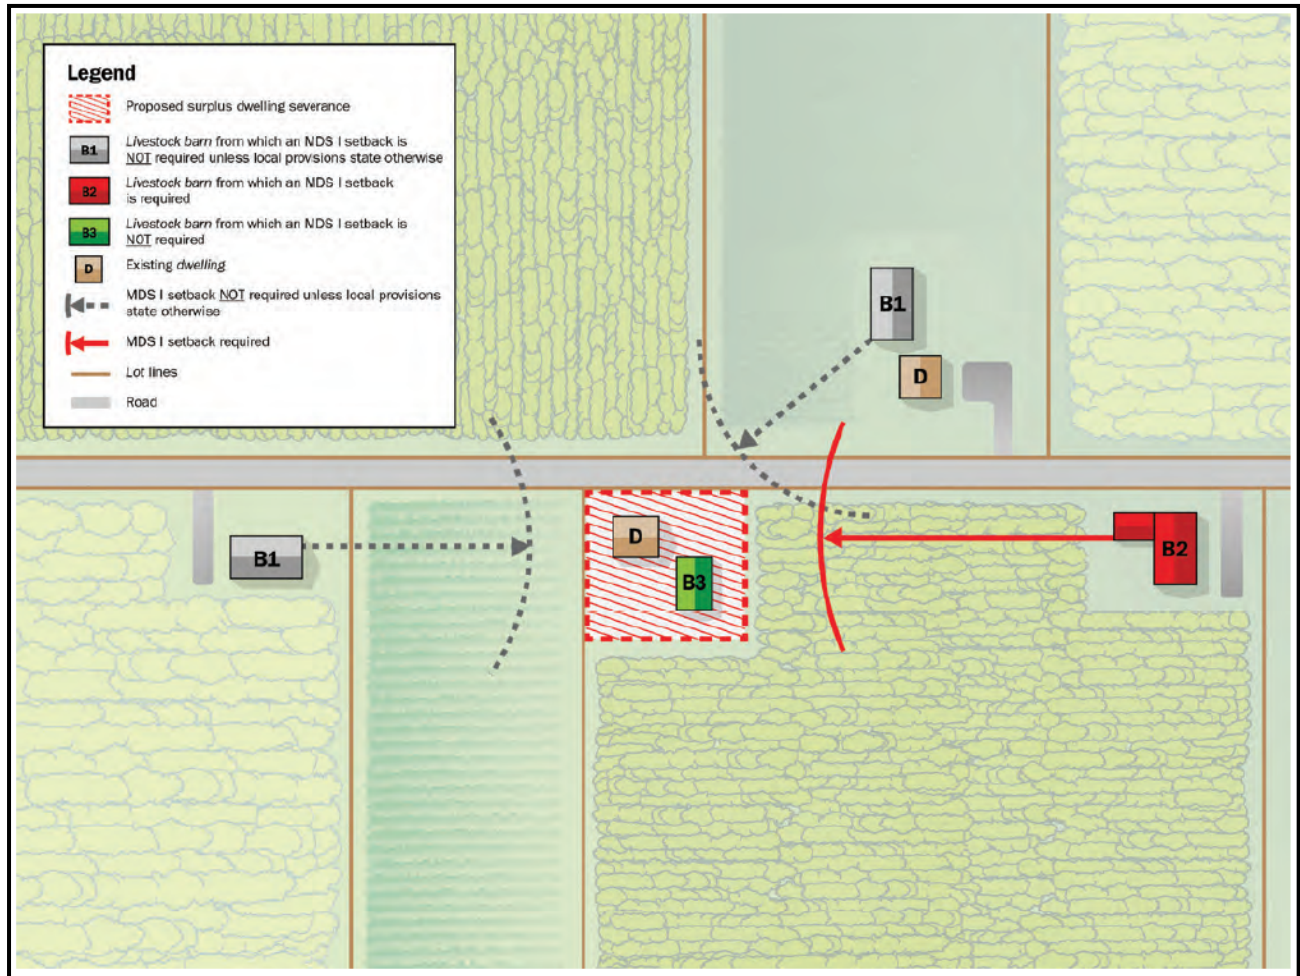 Legend
Proposed surplus dwelling severance
B1
Livestock barn from which an NDS I setback is
NOT required unless local provisions state otherwise
B2
Livestock barn from which an NDS I setback
is required
B3
Livestock barn from which an NDS I setback is
NOT required
D
Existing dwelling
MDS I setback NOT required unless local provisions
state otherwise
MDS I setback required
Lot lines
Road
B1
D
B1
D
B3
B2